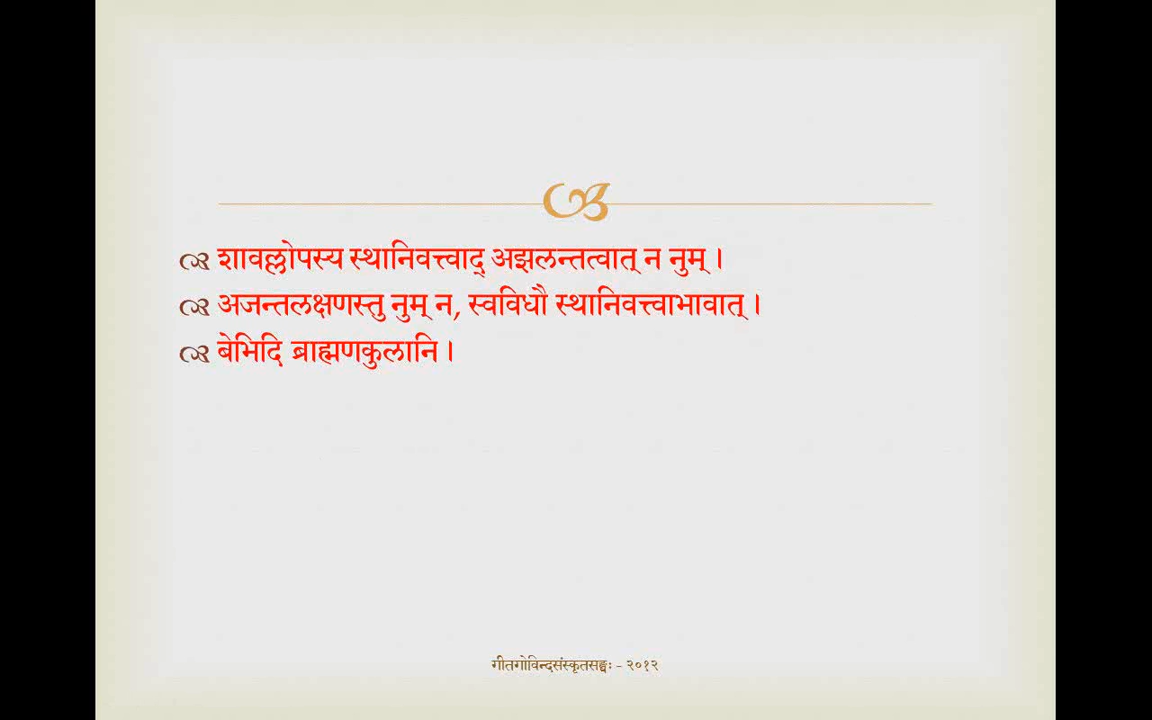 शावल्लोपस्य स्थानिवत्त्वाद् अझलन्तत्वात् न नुम् ।
अजन्तलक्षणस्तु नुम् न, स्वविधौ स्थानिवत्त्वाभावात् ।
बेभिदि ब्राह्मणकुलानि ।
गीतगोविन्दसंस्कृतसङ्घः - २०१२